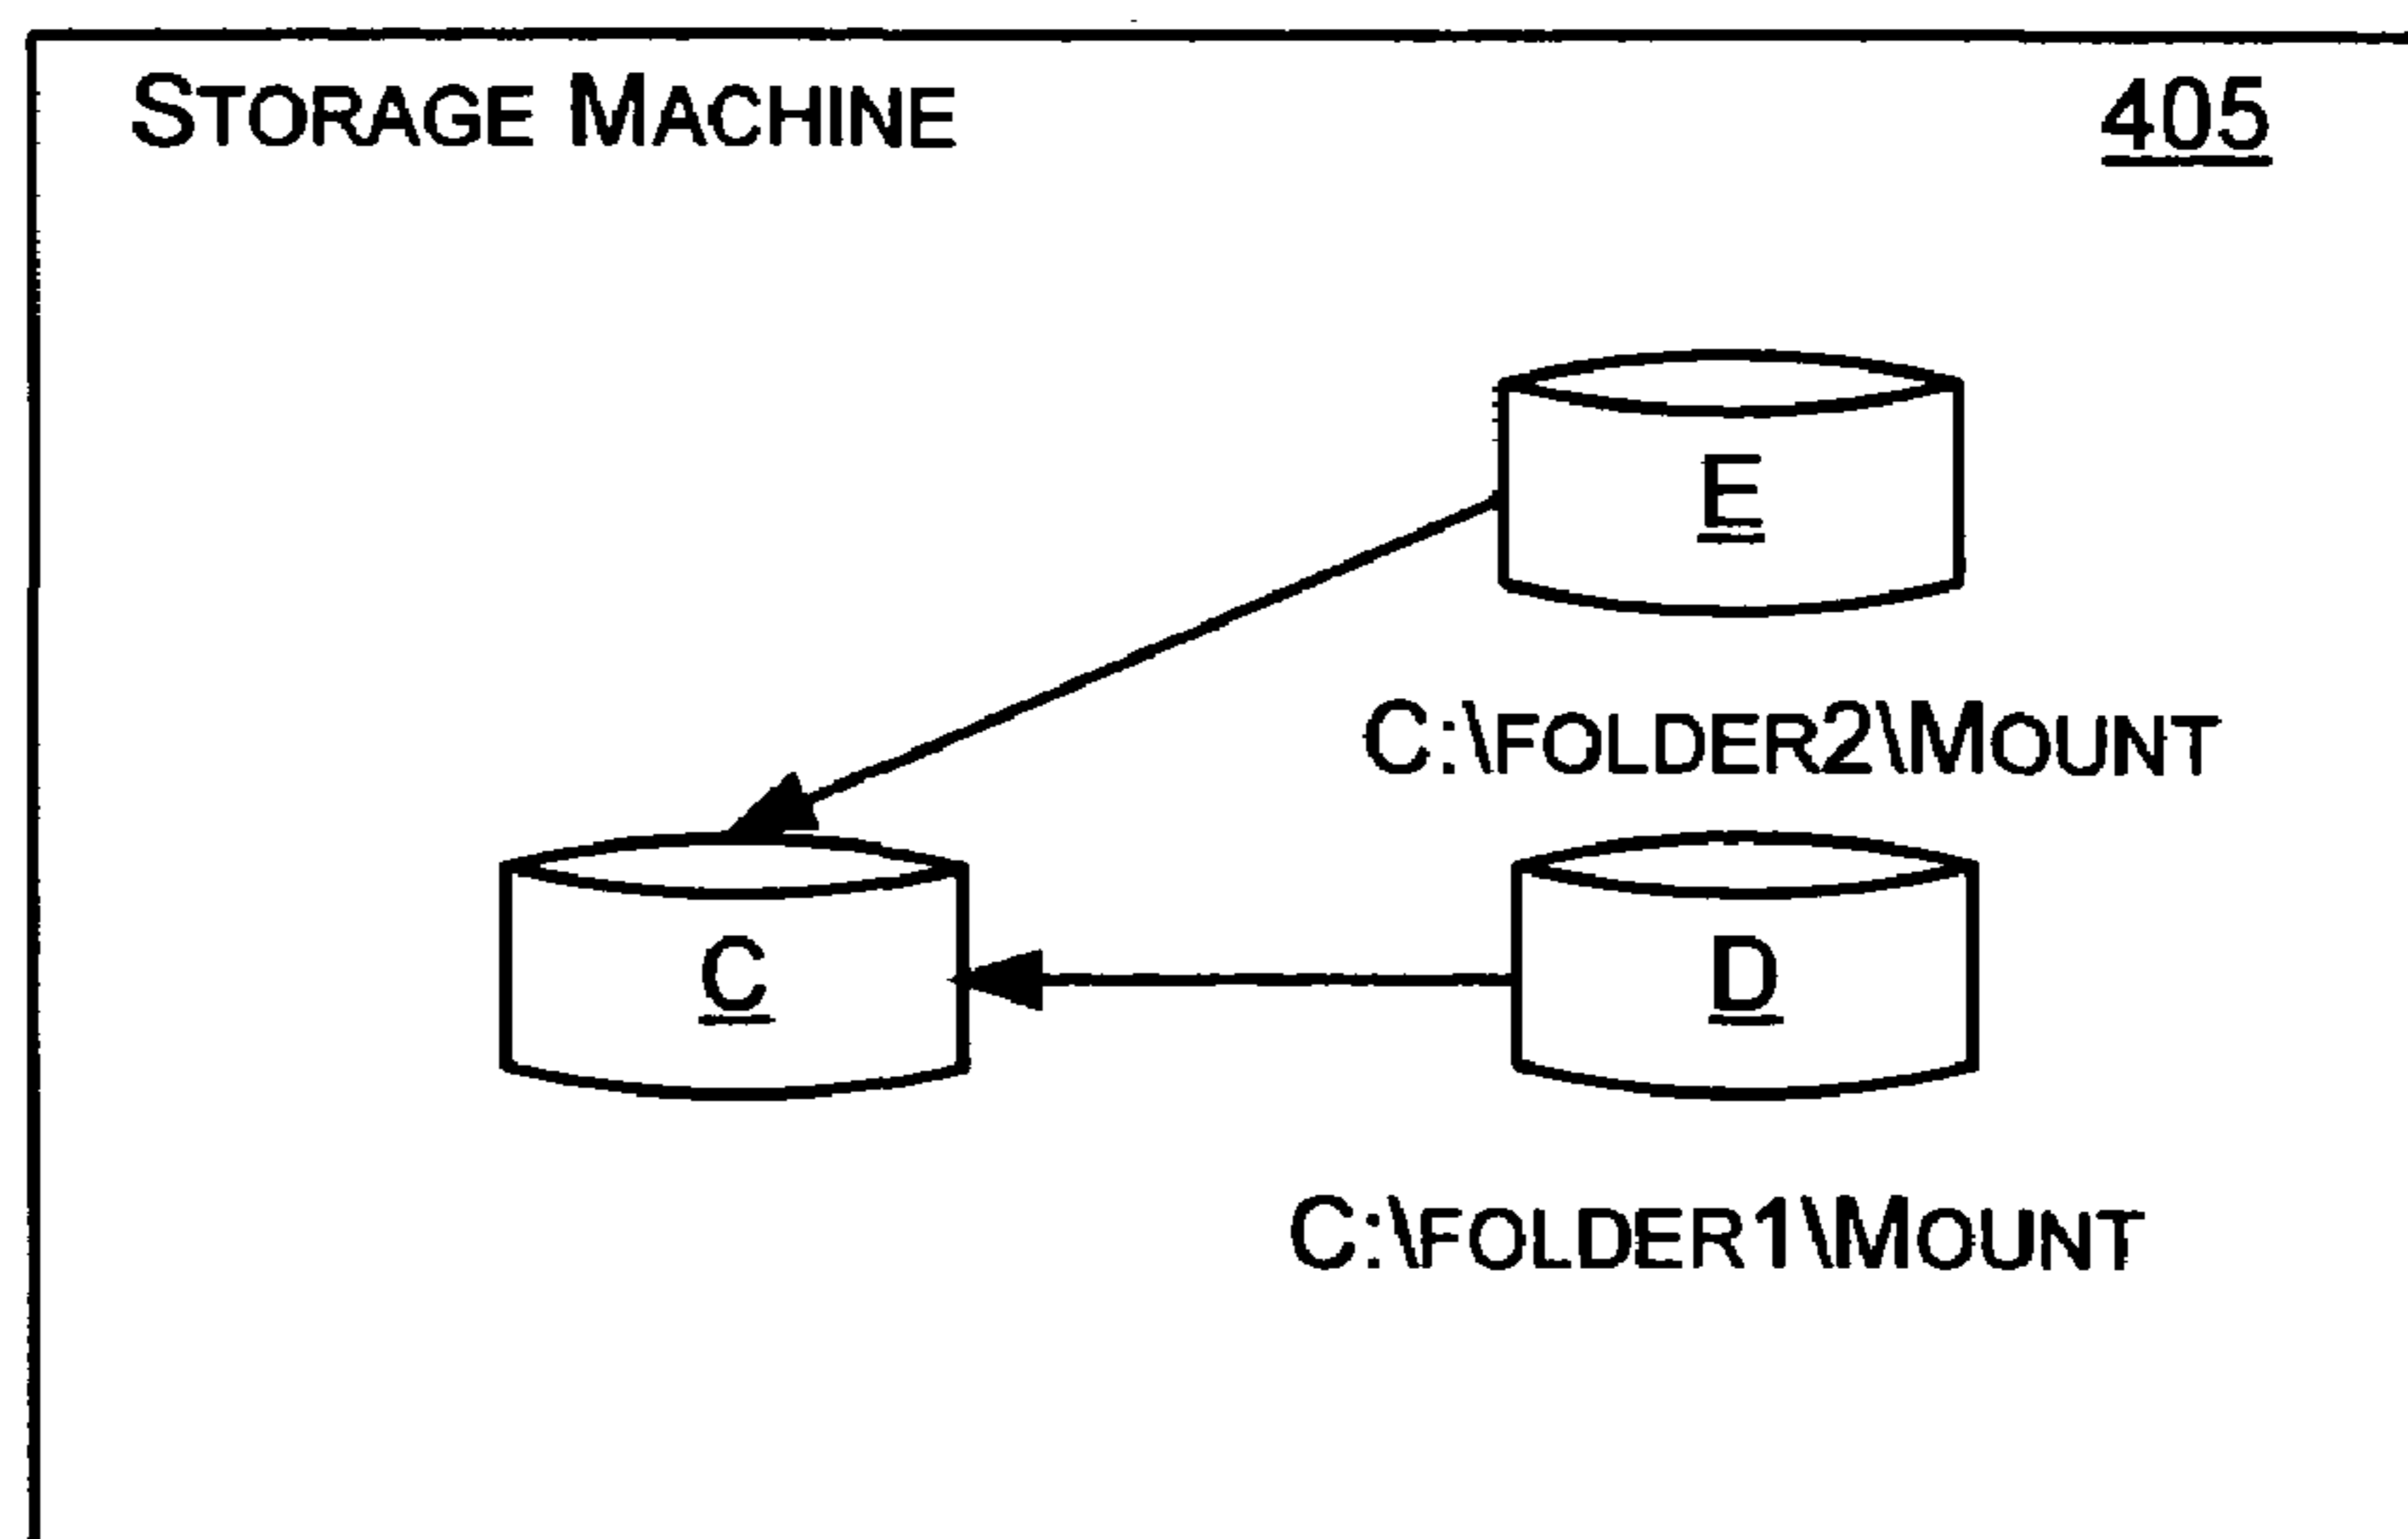 STORAGE MACHINE 405
E
C:\FOLDER2\MOUNT
C D
C:\FOLDER1\MOUNT